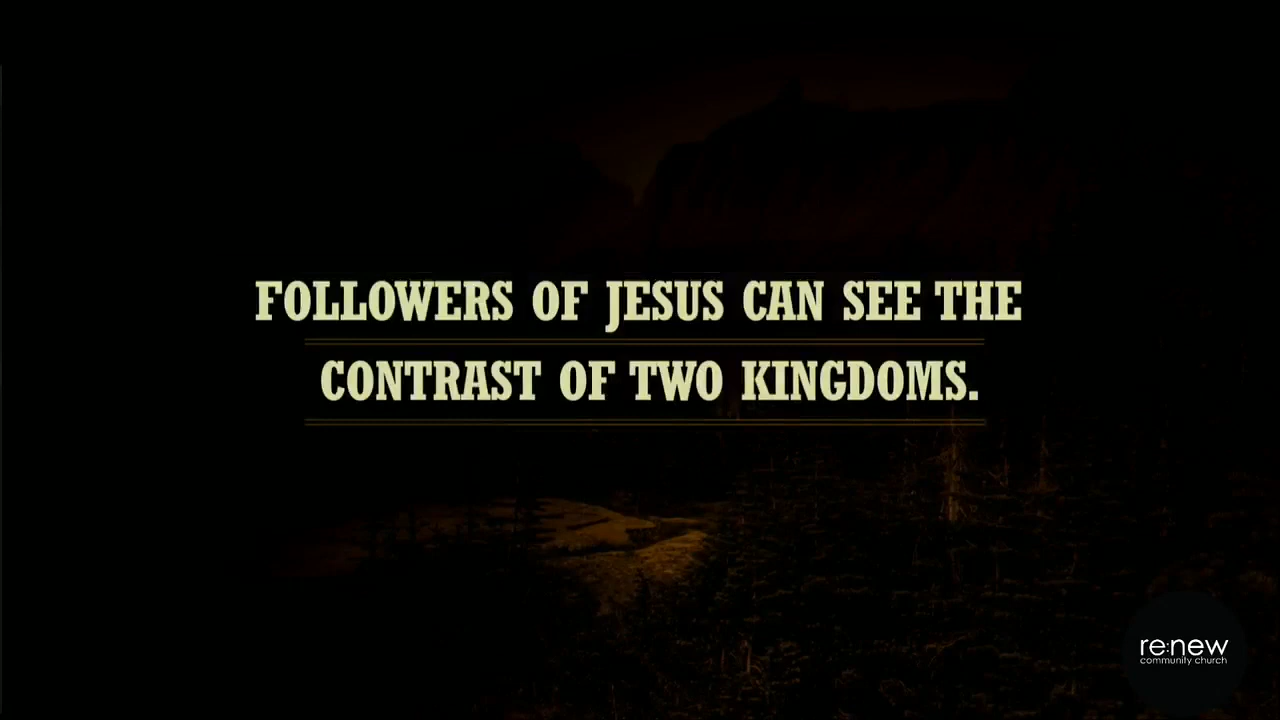 FOLLOWERS OF JESUS CAN SEE THE
CONTRAST OF TWO KINGDOMS.
re:new
community church